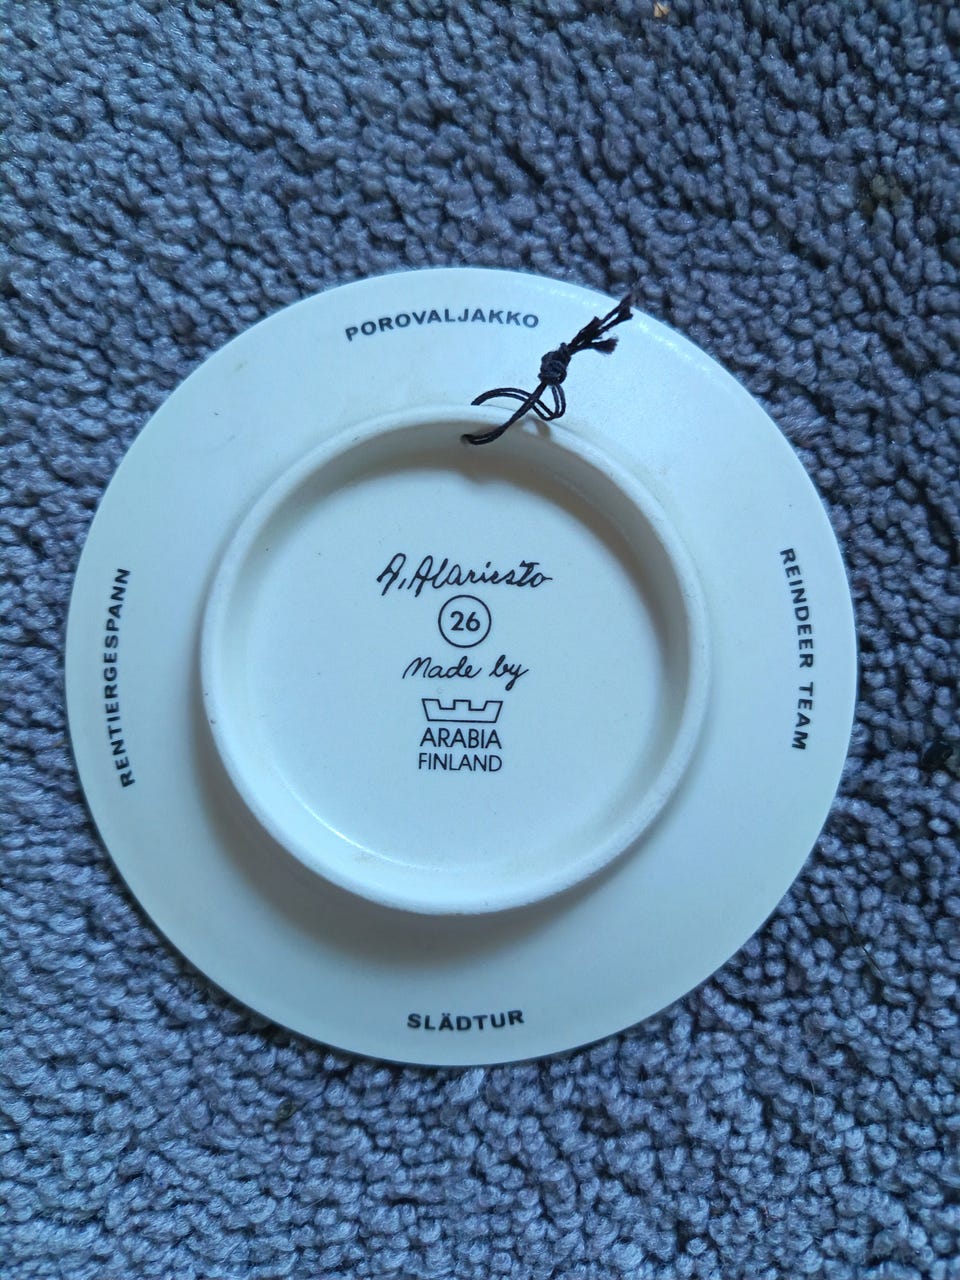 POROVALJAKKO
REINDEER TEAM
SLÄDTUR
RENTIERGESPANN
A. Alariesto
26
Made by
ARABIA
FINLAND